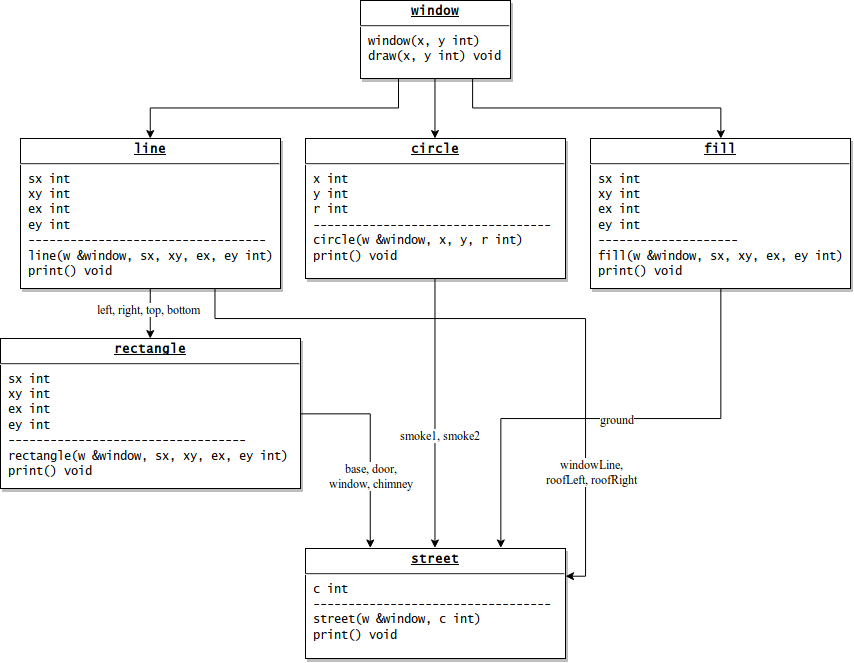 window
window(x, y int)
draw(x, y int) void
line
sx int
xy int
ex int
ey int
----------------------------------
line(w &window, sx, xy, ex, ey int)
print() void
circle
x int
y int
r int
----------------------------------
circle(w &window, x, y, r int)
print() void
fill
sx int
xy int
ex int
ey int
--------------------
fill(w &window, sx, xy, ex, ey int)
print() void
left, right, top, bottom
rectangle
sx int
xy int
ex int
ey int
----------------------------------
rectangle(w &window, sx, xy, ex, ey int)
print() void
base, door,
window, chimney
smoke1, smoke2
ground
windowLine,
roofLeft, roofRight
street
c int
----------------------------------
street(w &window, c int)
print() void